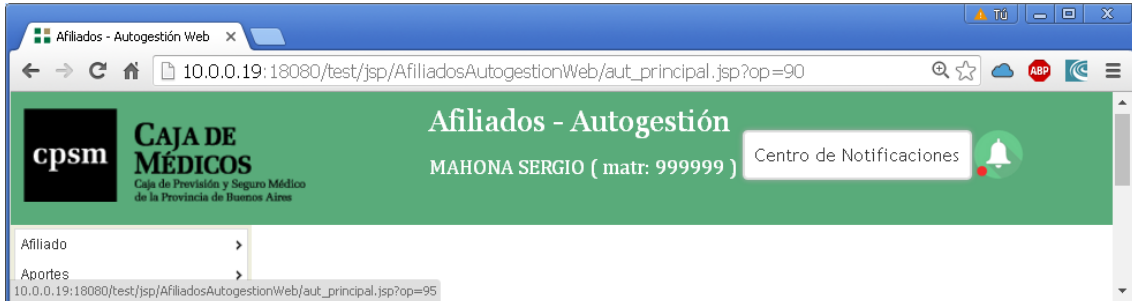 Tú
Afiliados - Autogestión Web
10.0.0.19:18080/test/jsp/AfiliadosAutogestionWeb/aut_principal.jsp?op=90
ABP
cpsm
CAJA DE
MÉDICOS
Caja de Previsión y Seguro Médico
de la Provincia de Buenos Aires
Afiliados - Autogestión
MAHONA SERGIO ( matr: 999999 )
Centro de Notificaciones
Afiliado
Aportes
10.0.0.19:18080/test/jsp/AfiliadosAutogestionWeb/aut_principal.jsp?op=95